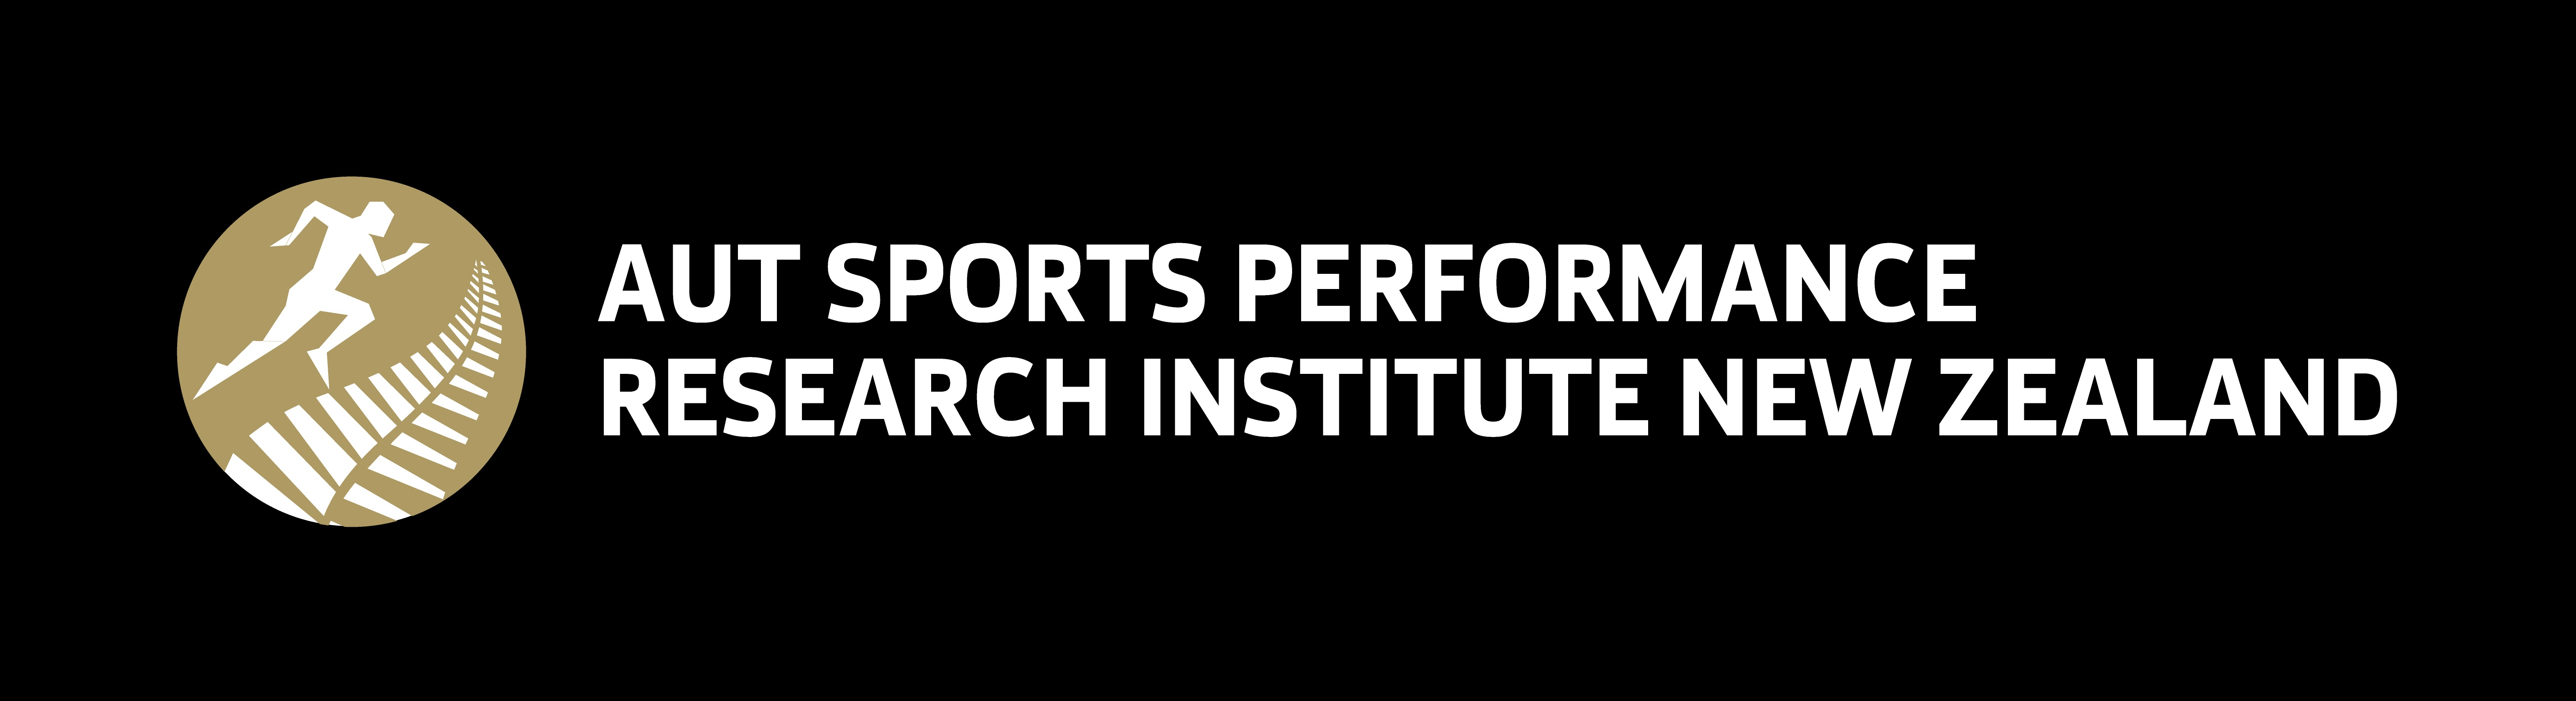 AUT SPORTS PERFORMANCE
RESEARCH INSTITUTE NEW ZEALAND